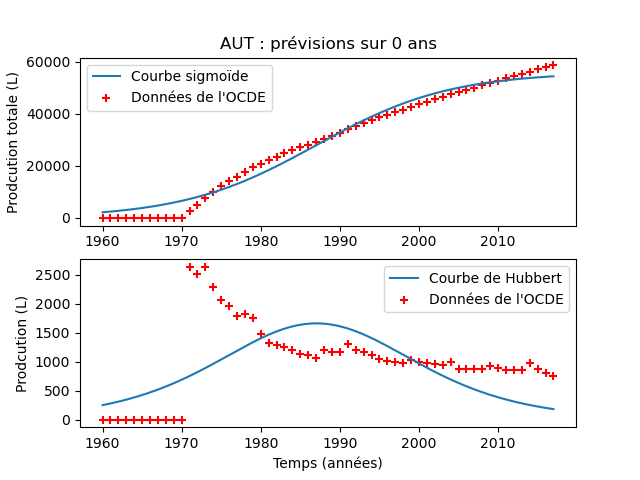 AUT : prévisions sur 0 ans
Prodcution totale (L)
60000
40000
20000
0
Courbe sigmoïde
Données de l'OCDE
1960 1970 1980 1990 2000 2010
Prodcution (L)
2500
2000
1500
1000
500
0
Courbe de Hubbert
Données de l'OCDE
1960 1970 1980 1990 2000 2010
Temps (années)